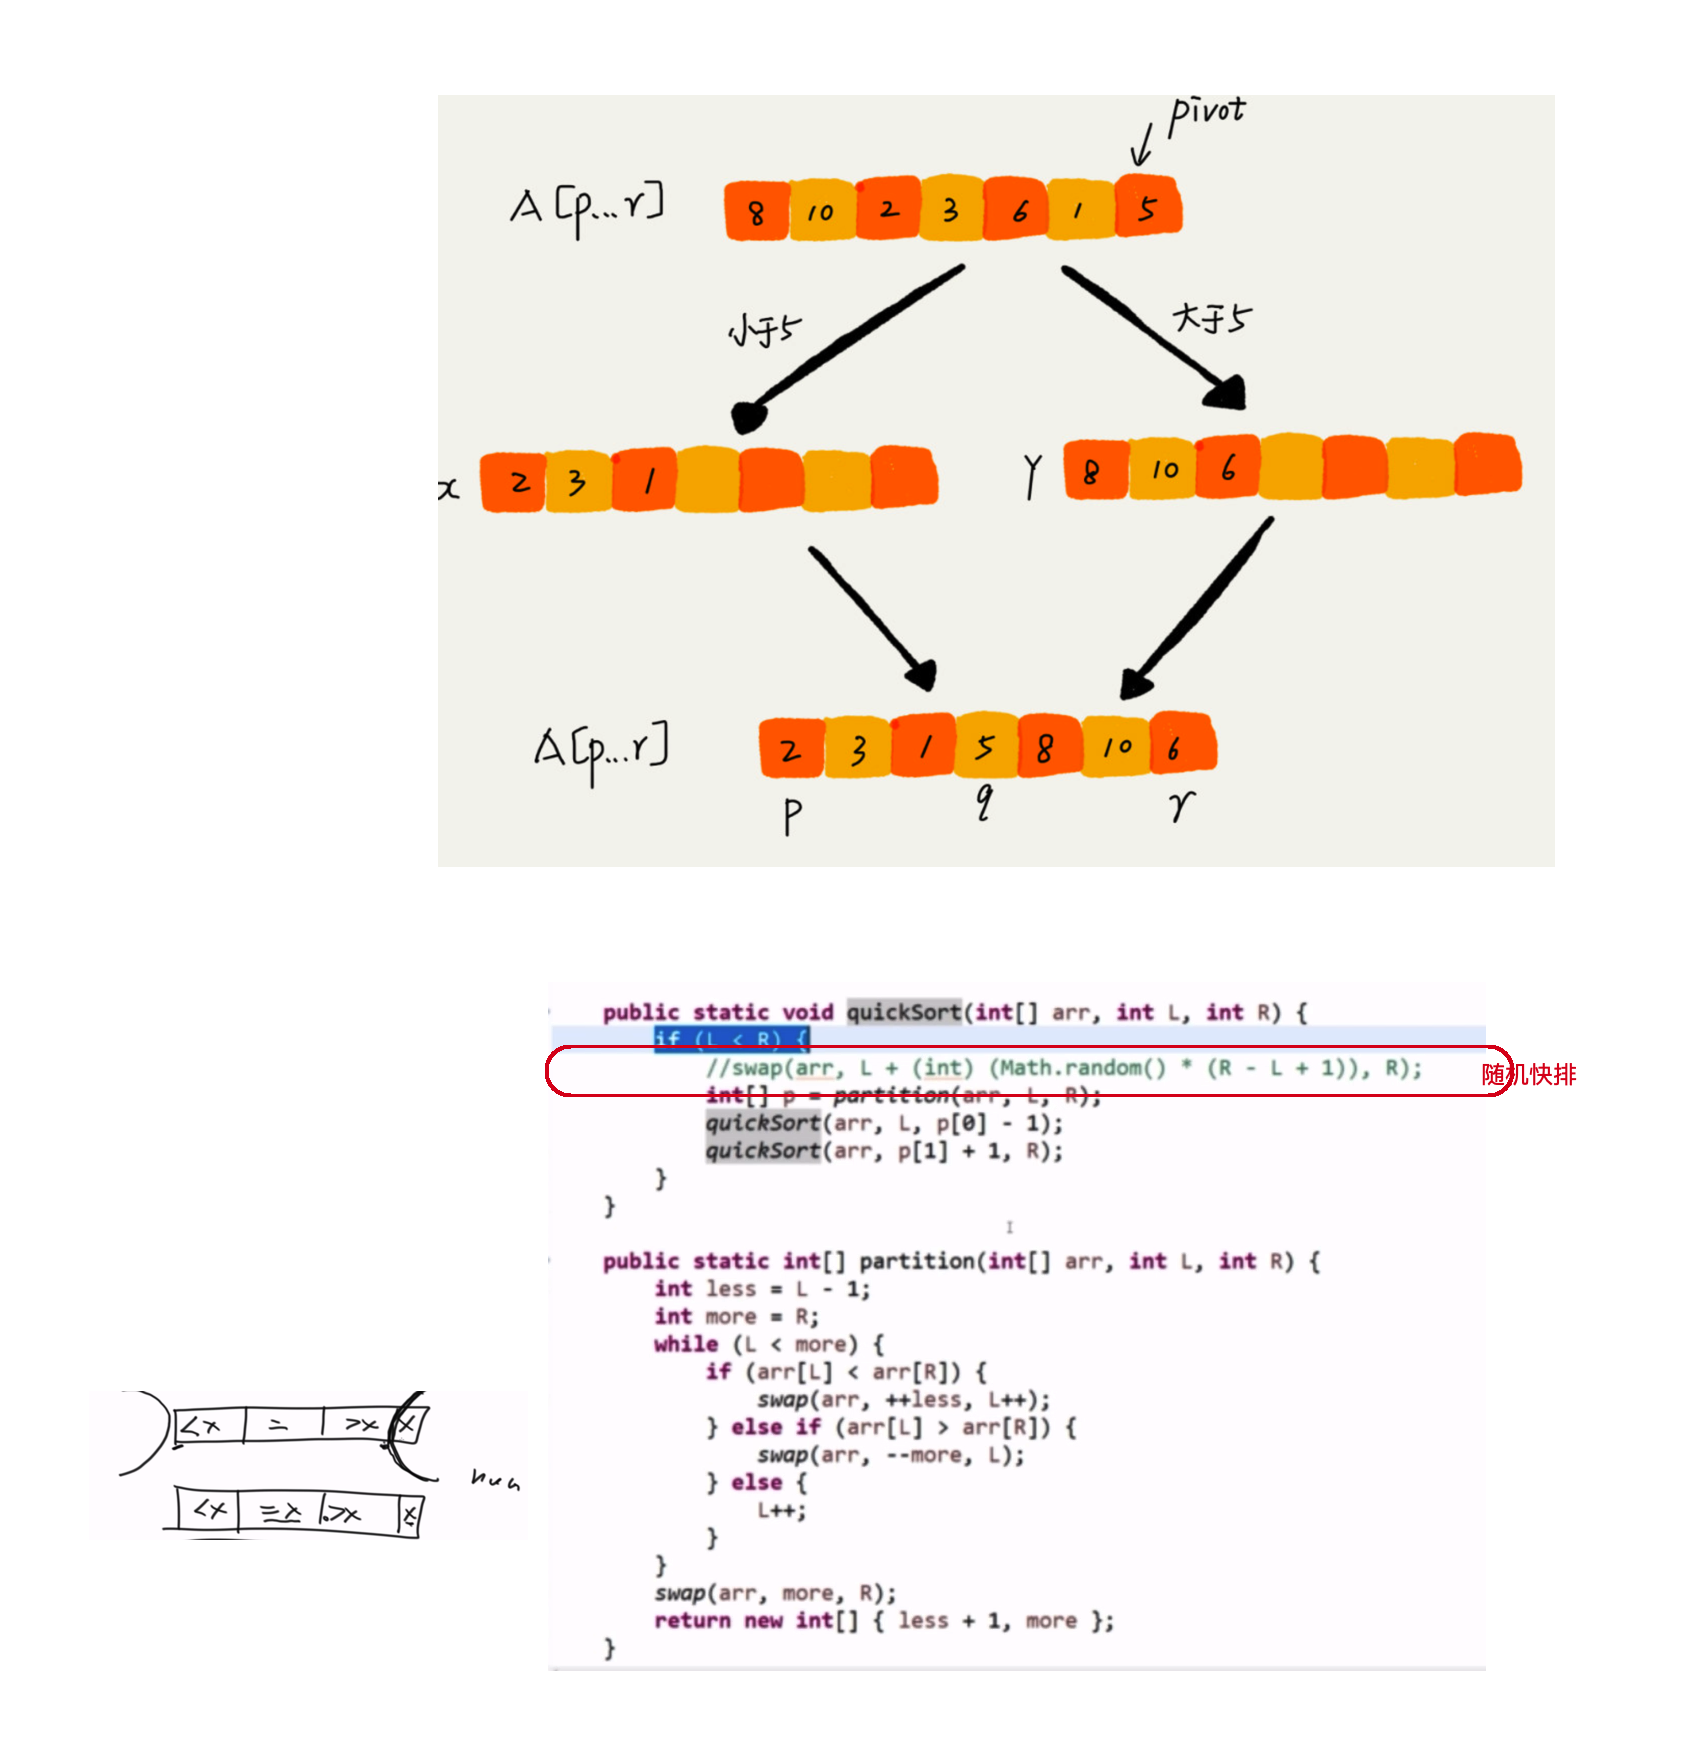 pivot
A[p...r] 8 10 2 3 6 1 5
小于5 大于5
x 2 3 1 Y 8 10 6
A[p...r] 2 3 1 5 8 10 6
p q r
public static void quickSort(int[] arr, int L, int R) {
if (L < R) {
//swap(arr, L + (int) (Math.random() * (R - L + 1)), R);
随机快排
int[] p = partition(arr, L, R);
quickSort(arr, L, p[0] - 1);
quickSort(arr, p[1] + 1, R);
}
}
public static int[] partition(int[] arr, int L, int R) {
int less = L - 1;
int more = R;
while (L < more) {
if (arr[L] < arr[R]) {
swap(arr, ++less, L++);
} else if (arr[L] > arr[R]) {
swap(arr, --more, L);
} else {
L++;
}
}
swap(arr, more, R);
return new int[] { less + 1, more };
}
<x = >x x
<x =x >x x